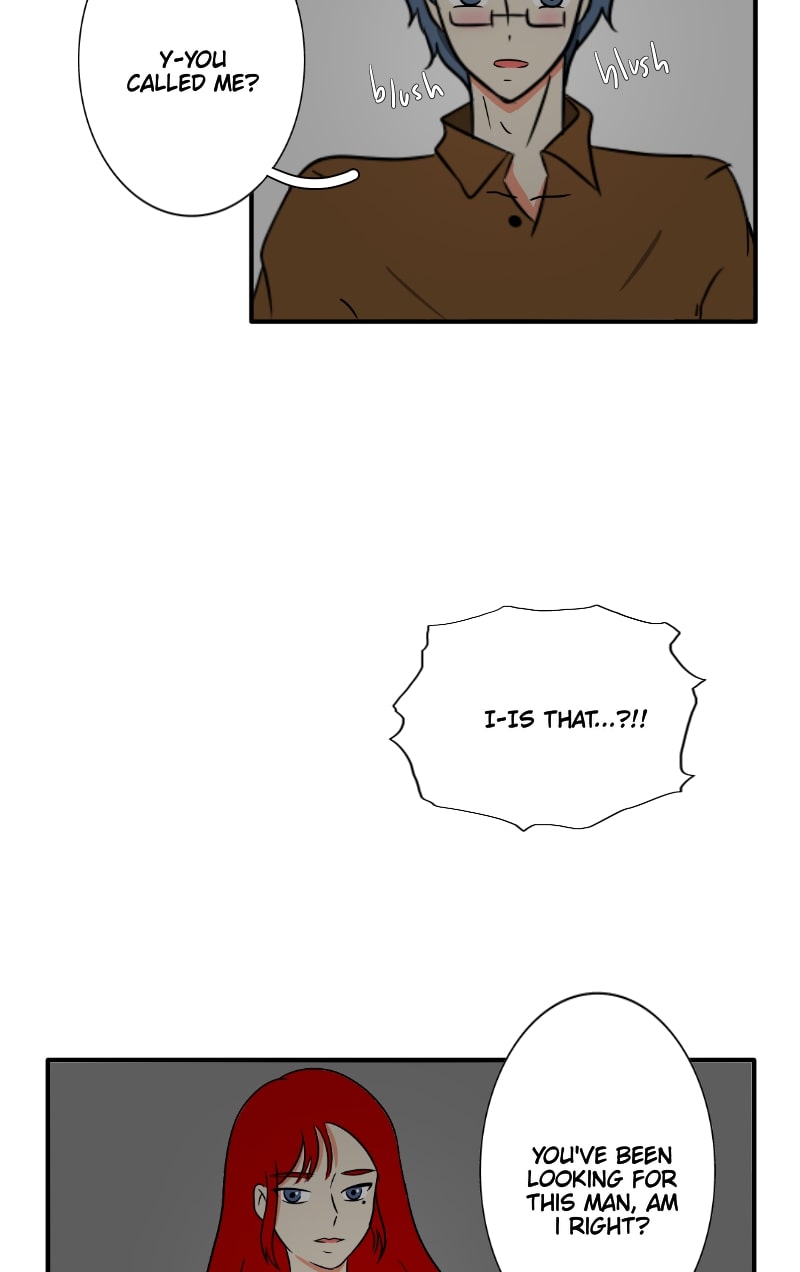 Y-YOU
CALLED ME?
blush
blush
I-IS THAT...?!!
YOU'VE BEEN
LOOKING FOR
THIS MAN, AM
I RIGHT?